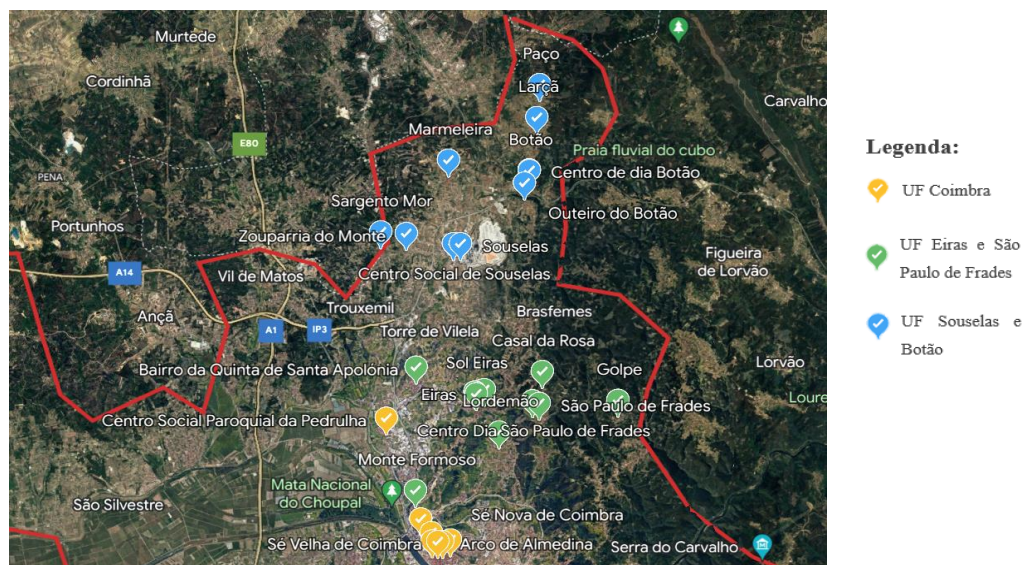 Murtede
Paço
Cordinhã
Larçã
Carvalho
Marmeleira
E80
Botão
Praia fluvial do cubo
Centro de dia Botão
PENA
Sargento Mor
Outeiro do Botão
Portunhos
Zouparria do Monte
Souselas
Figueira
de Lorvão
A14
Vil de Matos
Centro Social de Souselas
Trouxemil
Brasfemes
Ançã
A1
IP3
Torre de Vilela
Casal da Rosa
Sol Eiras
Lorvão
Bairro da Quinta de Santa Apolónia
Golpe
Eiras
Lordemão
São Paulo de Frades
Loure
Centro Social Paroquial da Pedrulha
Centro Dia São Paulo de Frades
Monte Formoso
Mata Nacional
do Choupal
São Silvestre
Sé Nova de Coimbra
Sé Velha de Coimbra
Arco de Almedina
Serra do Carvalho
Legenda:
UF Coimbra
UF Eiras e São
Paulo de Frades
UF Souselas e
Botão